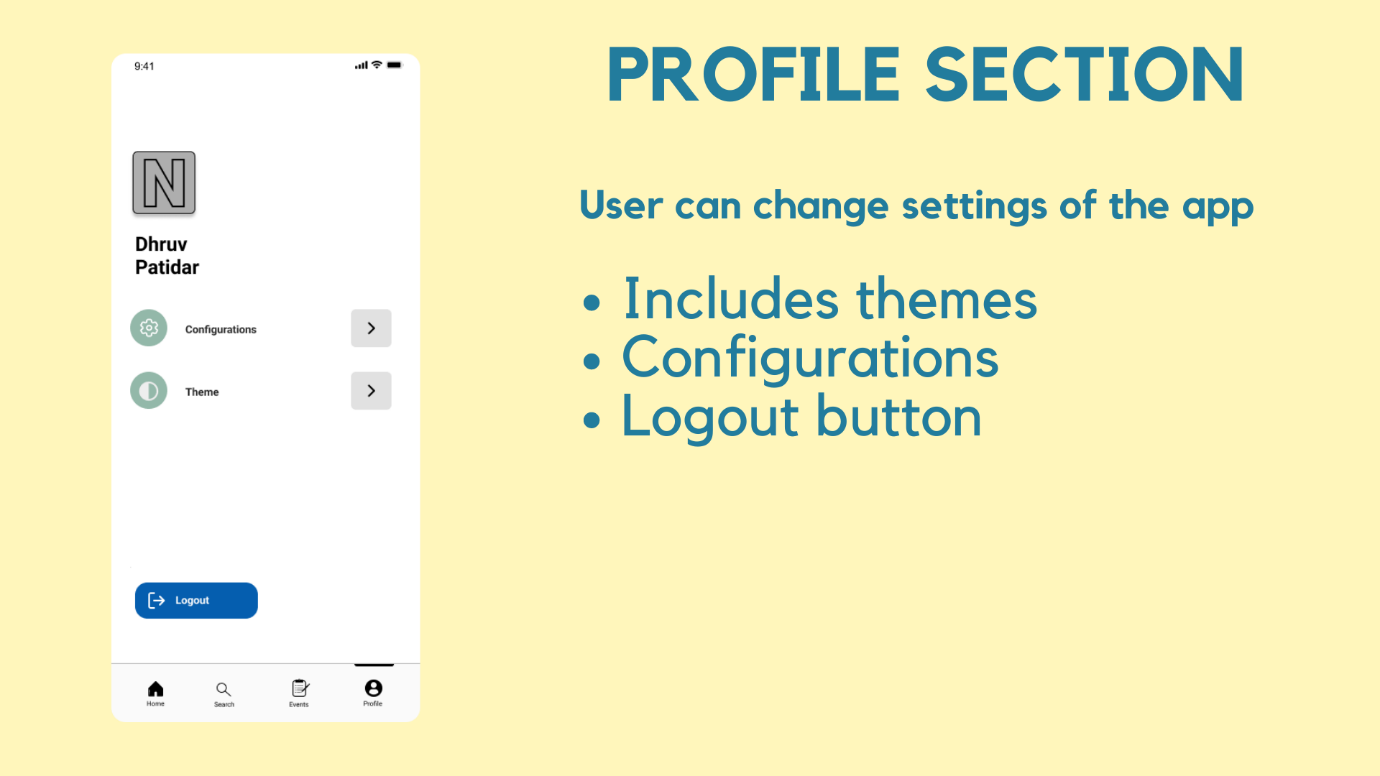 9:41
N
Dhruv
Patidar
Configurations
Theme
Logout
Home
Search
Events
Profile
PROFILE SECTION
User can change settings of the app
• Includes themes
• Configurations
• Logout button